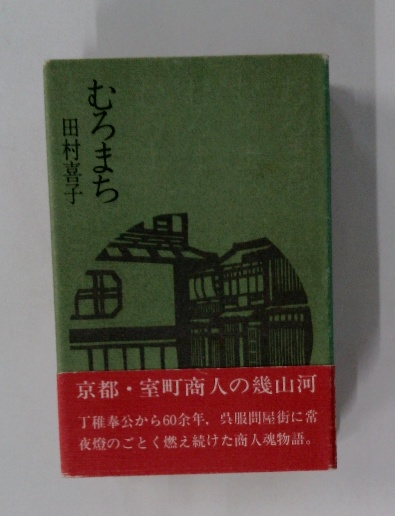 むろまち
田村喜子
京都・室町商人の幾山河
丁稚奉公から60余年，呉服問屋街に常
夜燈のごとく燃え続けた商人魂物語。